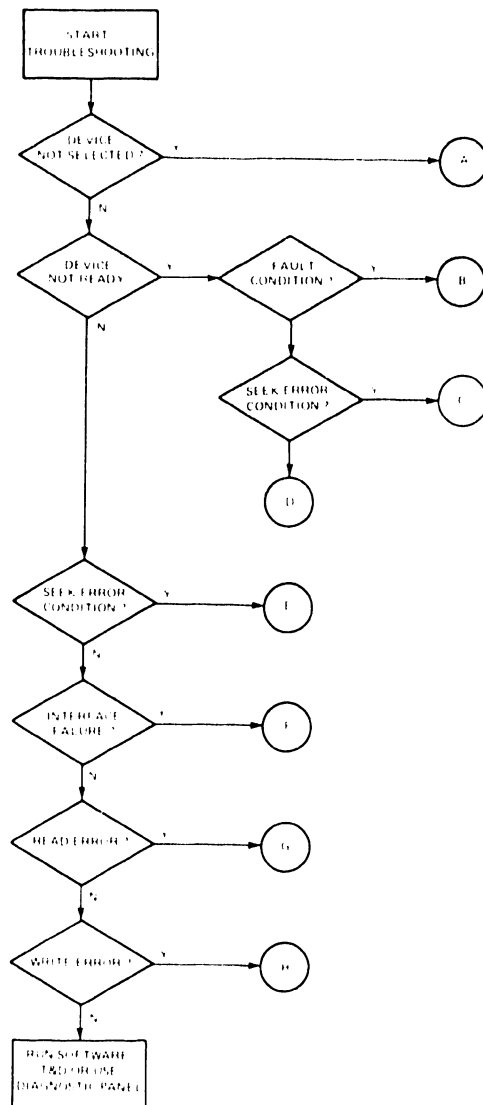 START
TROUBLESHOOTING
DEVICE
NOT SELECTED ?
Y
A
N
DEVICE
NOT READY
Y
FAULT
CONDITION ?
Y
B
N
SEEK ERROR
CONDITION ?
Y
C
D
SEEK ERROR
CONDITION ?
Y
E
N
INTERFACE
FALURE ?
Y
F
N
READ ERROR ?
Y
G
N
WRITE ERROR ?
Y
H
N
RUN SOFTWARE
T&D OR USE
DIAGNOSTIC PANEL